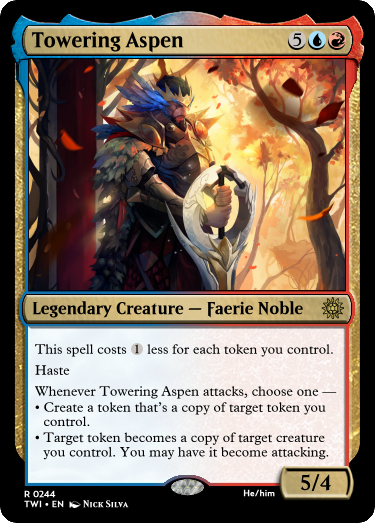 Towering Aspen 5
Legendary Creature — Faerie Noble
This spell costs 1 less for each token you control.
Haste
Whenever Towering Aspen attacks, choose one —
• Create a token that's a copy of target token you
control.
• Target token becomes a copy of target creature
you control. You may have it become attacking.
5/4
R 0244
TWI • EN Nick Silva
He/him